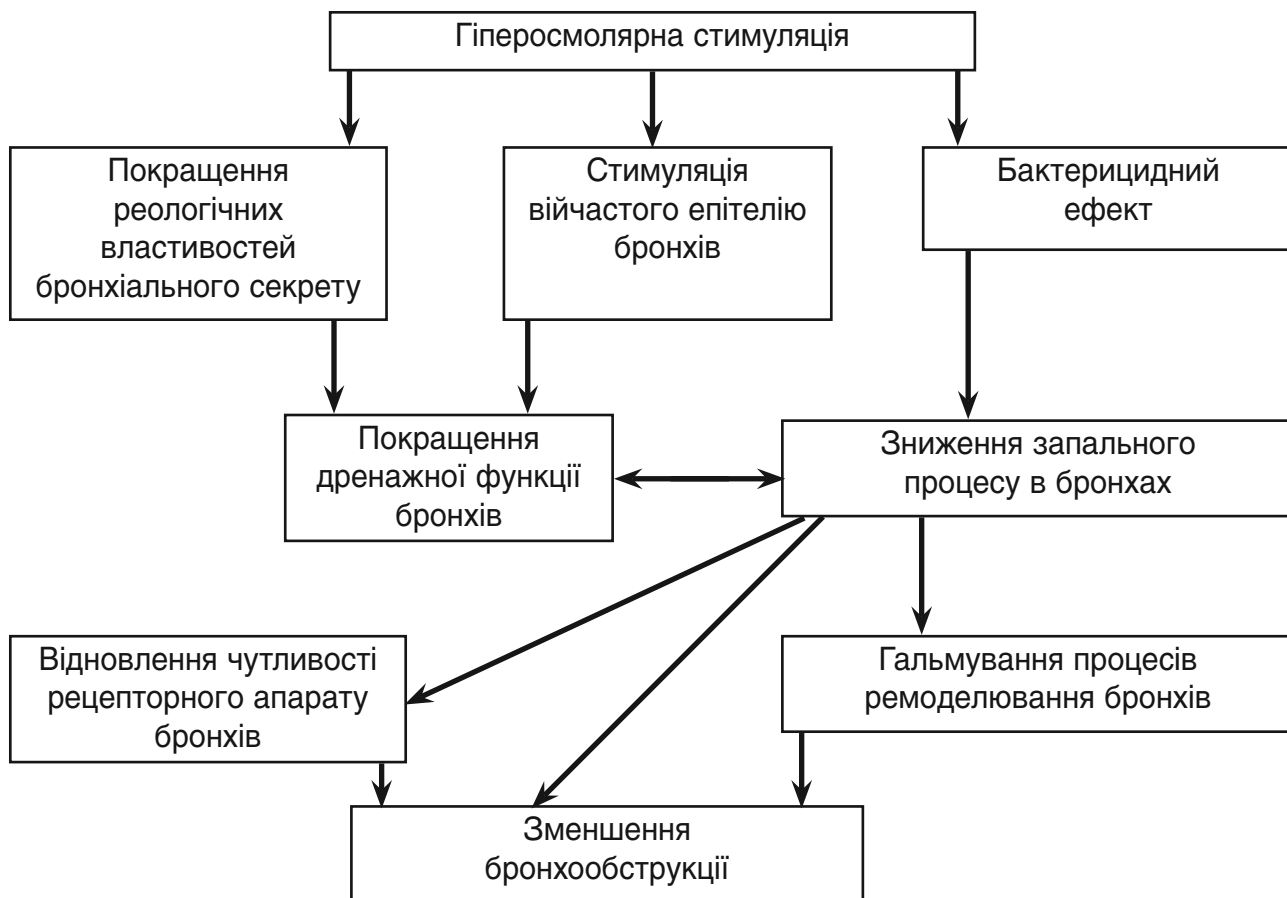 Гіперосмолярна стимуляція
Покращення
реологічних
властивостей
бронхіального секрету
Стимуляція
війчастого епітелію
бронхів
Бактерицидний
ефект
Покращення
дренажної функції
бронхів
Зниження запального
процесу в бронхах
Відновлення чутливості
рецепторного апарату
бронхів
Гальмування процесів
ремоделювання бронхів
Зменшення
бронхообструкції